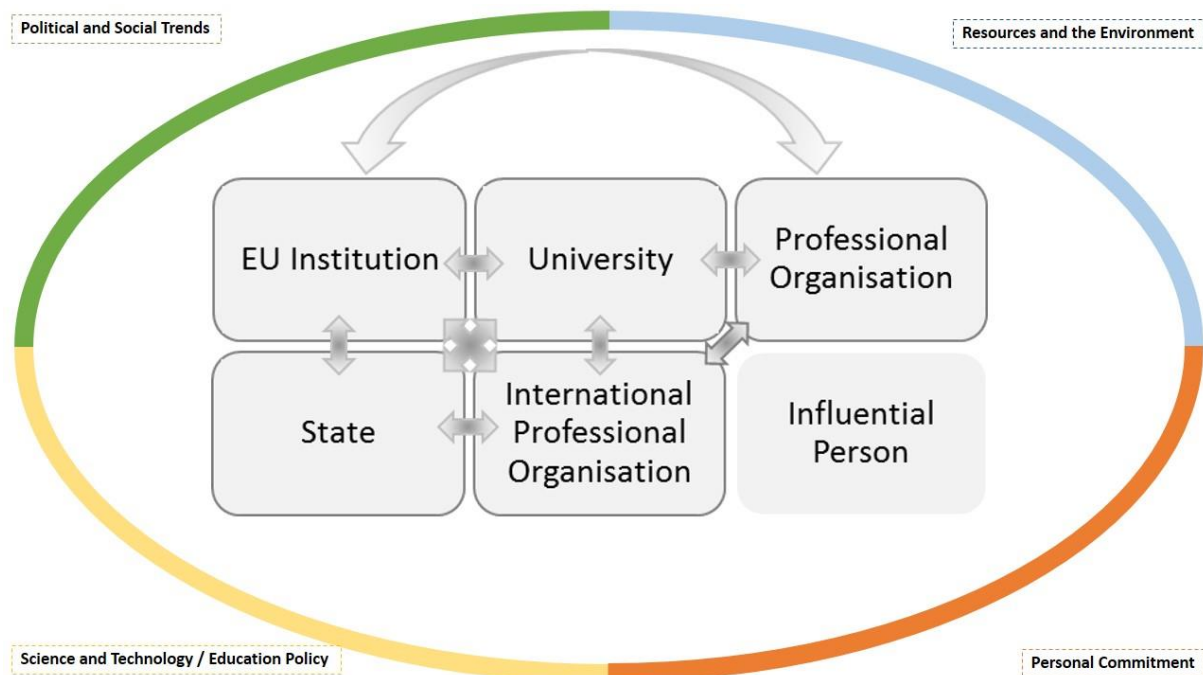 Political and Social Trends
Resources and the Environment
EU Institution
University
Professional
Organisation
State
International
Professional
Organisation
Influential
Person
Science and Technology / Education Policy
Personal Commitment